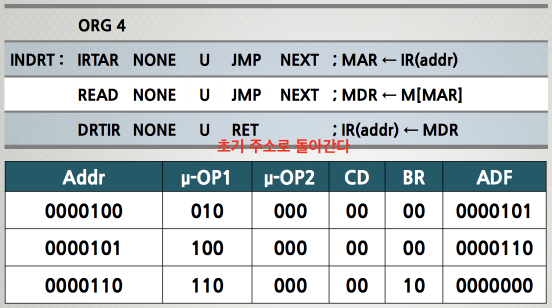 ORG 4
INDRT : IRTAR NONE U JMP NEXT ; MAR ← IR(addr)
READ NONE U JMP NEXT ; MDR ← M[MAR]
DRTIR NONE U RET ; IR(addr) ← MDR
초기 주소로 돌아간다
Addr μ-OP1 μ-OP2 CD BR ADF
0000100 010 000 00 00 0000101
0000101 100 000 00 00 0000110
0000110 110 000 00 10 0000000